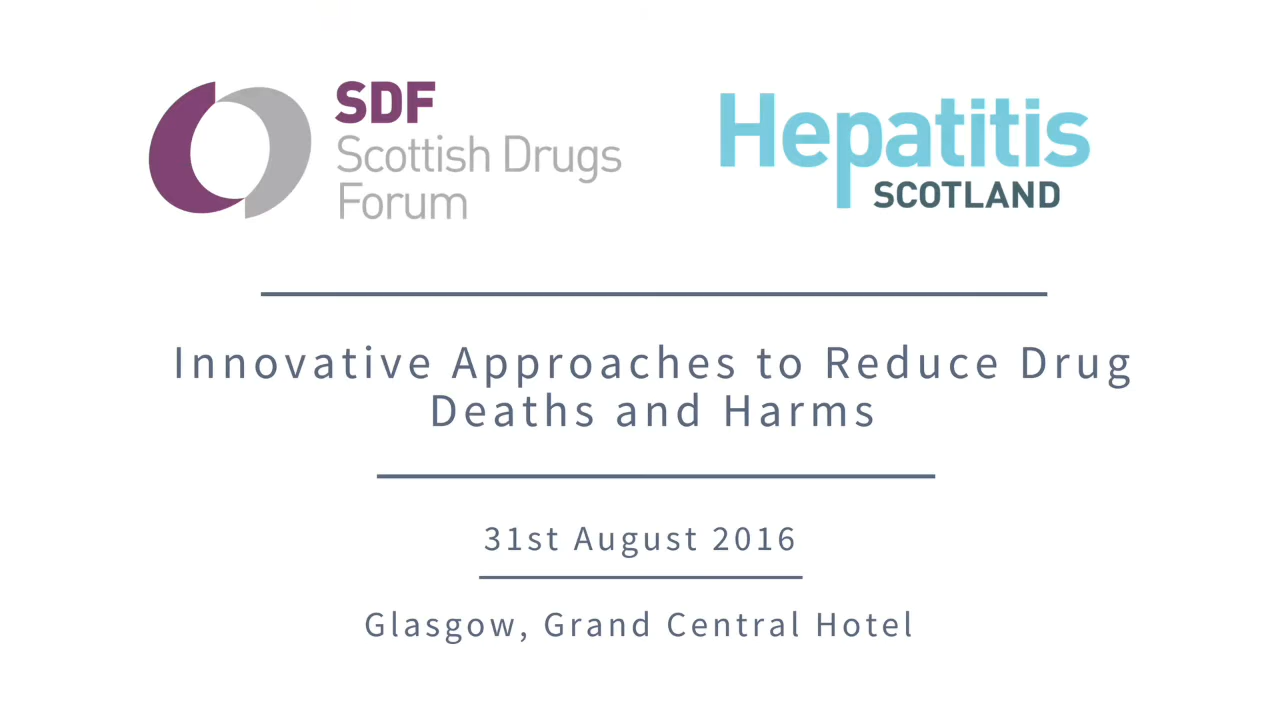 SDF
Scottish Drugs
Forum
Hepatitis
SCOTLAND
Innovative Approaches to Reduce Drug
Deaths and Harms
31st August 2016
Glasgow, Grand Central Hotel